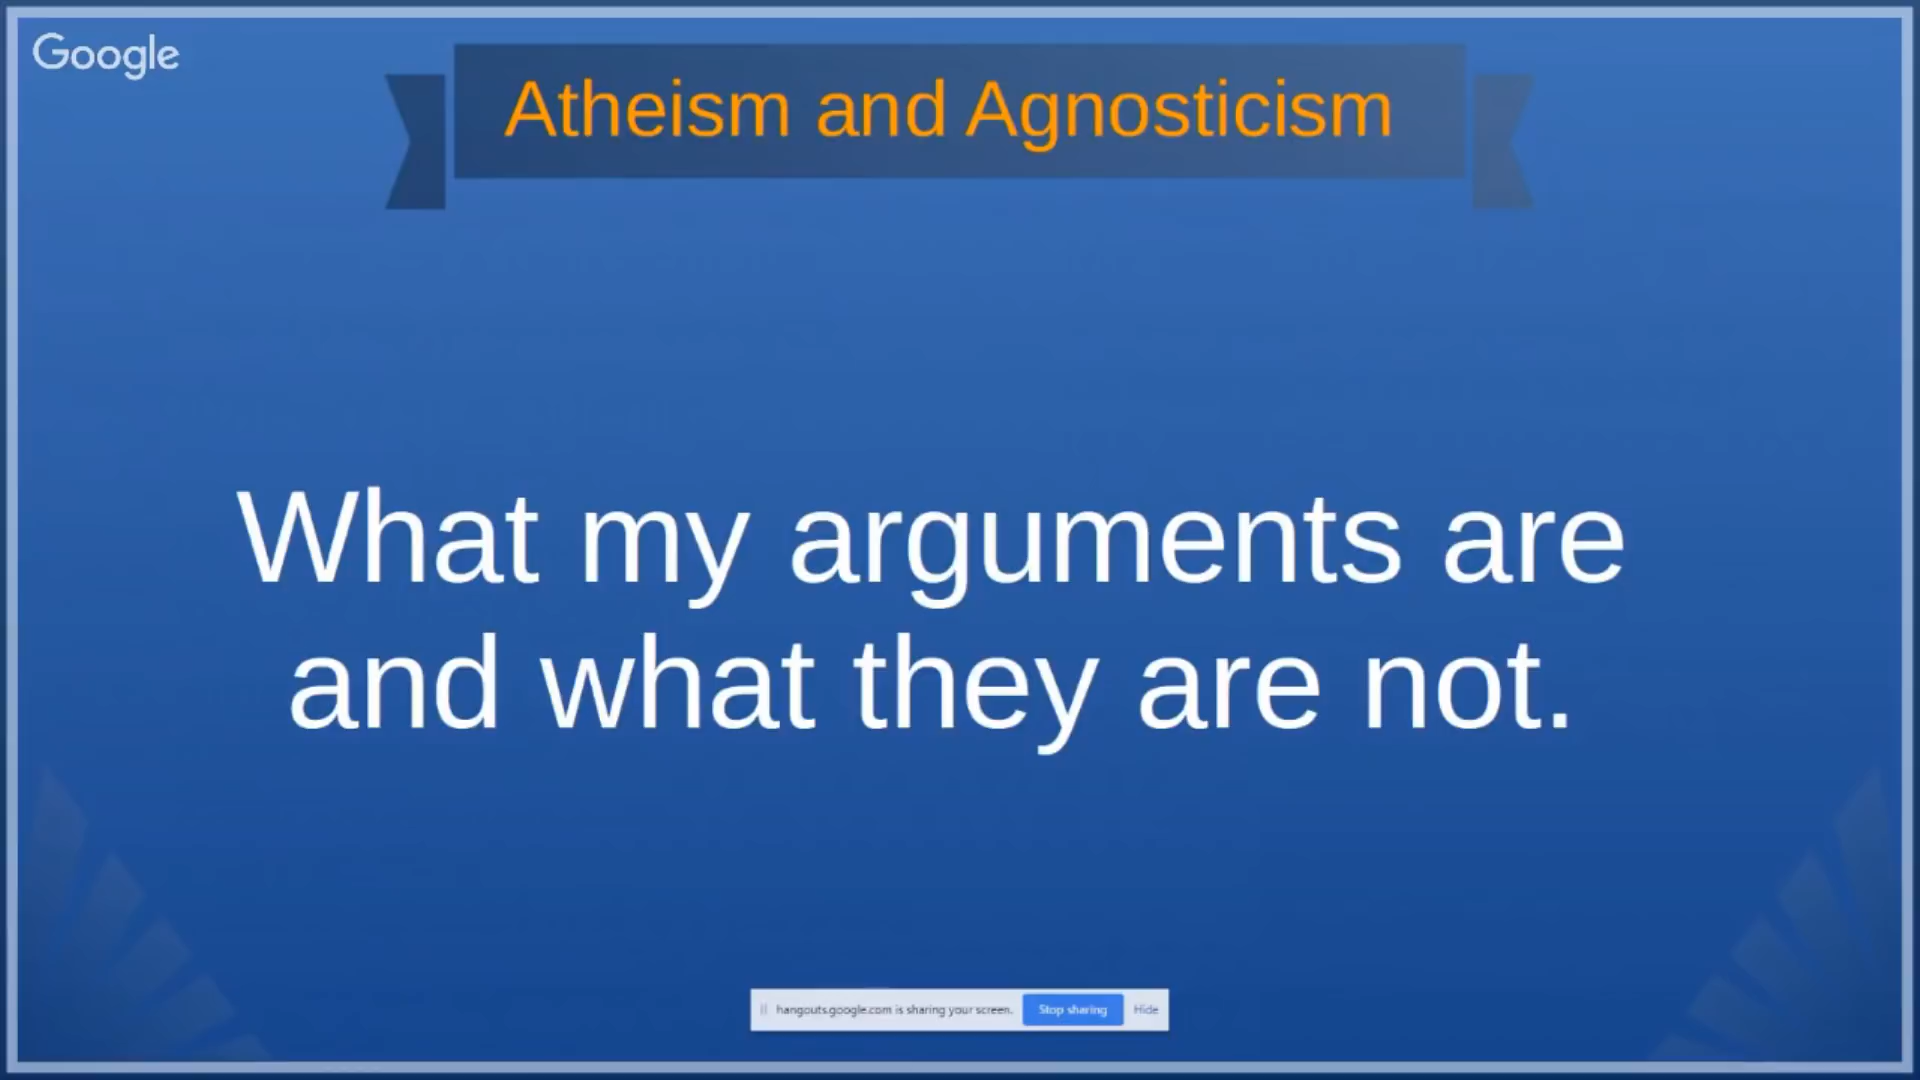 Google
Atheism and Agnosticism
What my arguments are
and what they are not.
hangouts.google.com is sharing your screen. Stop sharing Hide